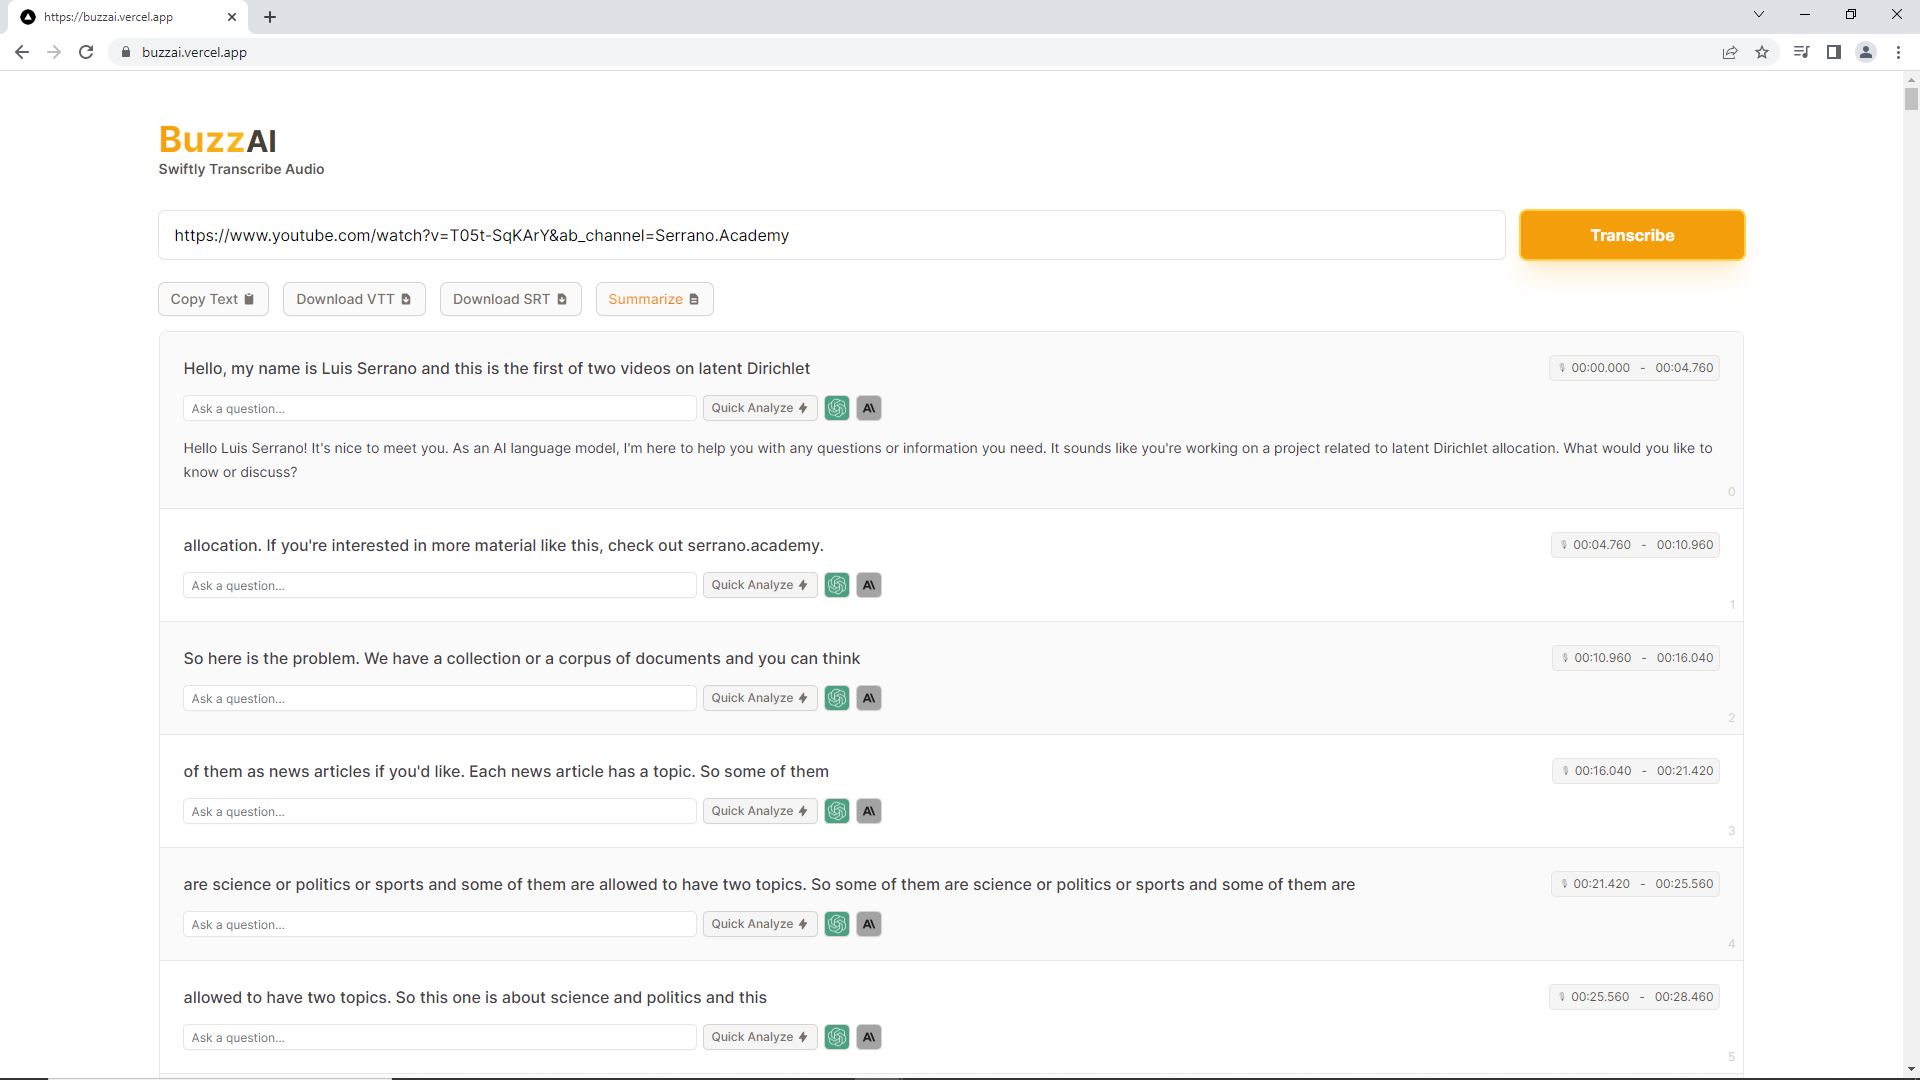 https://buzzai.vercel.app
buzzai.vercel.app
BuzzAI
Swiftly Transcribe Audio
https://www.youtube.com/watch?v=T05t-SqKArY&ab_channel=Serrano.Academy
Transcribe
Copy Text
Download VTT
Download SRT
Summarize
Hello, my name is Luis Serrano and this is the first of two videos on latent Dirichlet
00:00.000 - 00:04.760
Ask a question...
Quick Analyze
Hello Luis Serrano! It's nice to meet you. As an AI language model, I'm here to help you with any questions or information you need. It sounds like you're working on a project related to latent Dirichlet allocation. What would you like to
know or discuss?
0
allocation. If you're interested in more material like this, check out serrano.academy.
00:04.760 - 00:10.960
Ask a question...
Quick Analyze
1
So here is the problem. We have a collection or a corpus of documents and you can think
00:10.960 - 00:16.040
Ask a question...
Quick Analyze
2
of them as news articles if you'd like. Each news article has a topic. So some of them
00:16.040 - 00:21.420
Ask a question...
Quick Analyze
3
are science or politics or sports and some of them are allowed to have two topics. So some of them are science or politics or sports and some of them are
00:21.420 - 00:25.560
Ask a question...
Quick Analyze
4
allowed to have two topics. So this one is about science and politics and this
00:25.560 - 00:28.460
Ask a question...
Quick Analyze
5